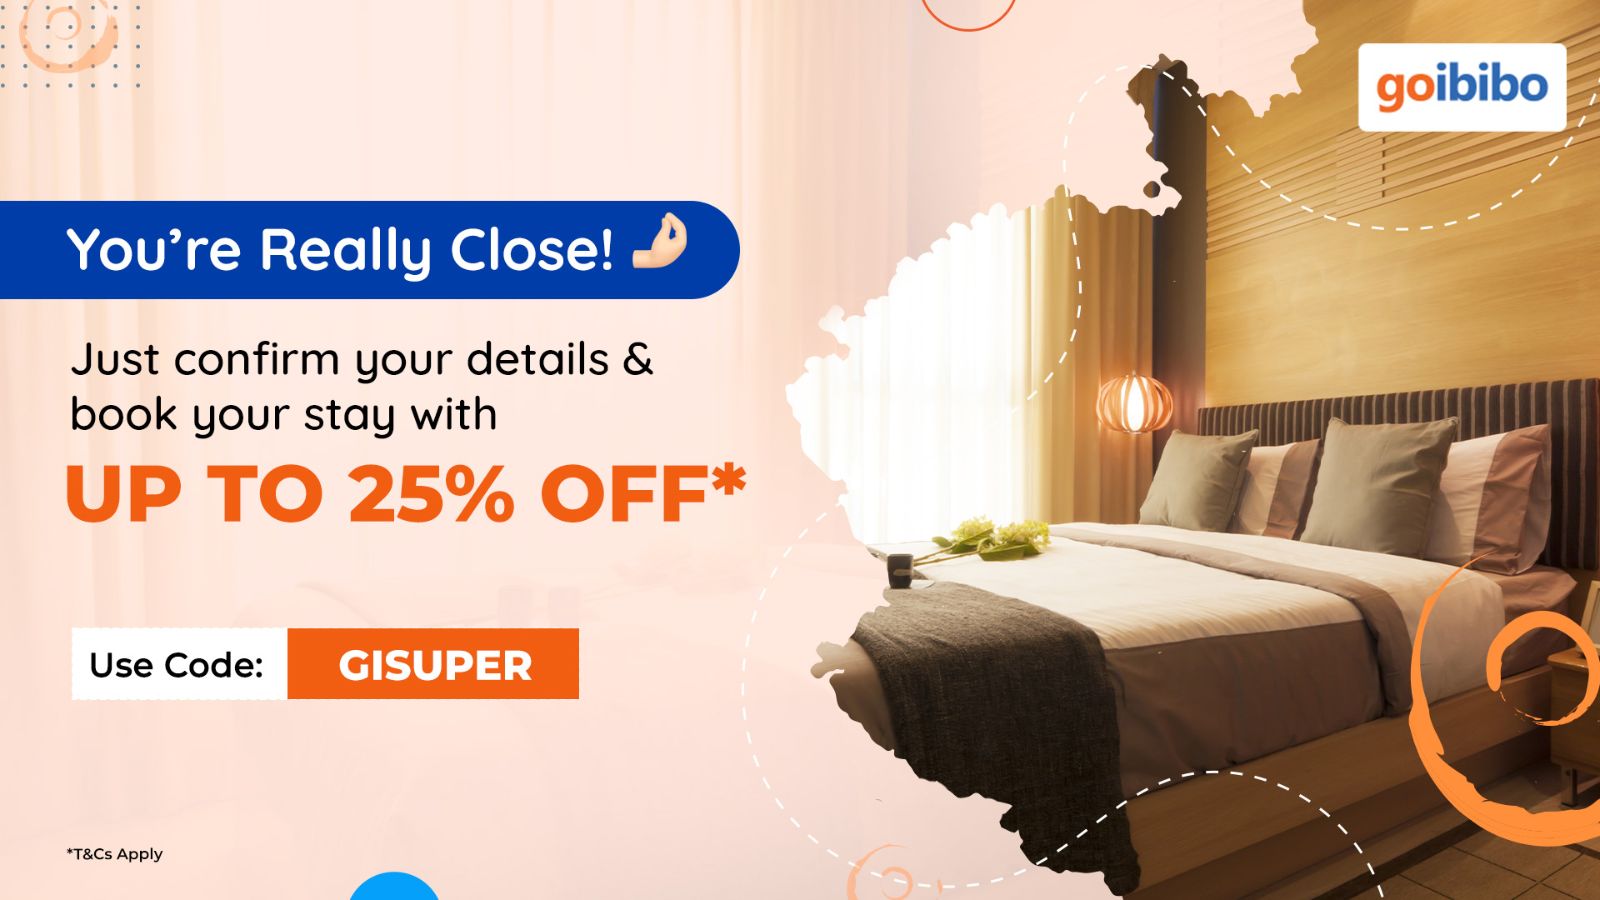 goibibo
You’re Really Close!
Just confirm your details &
book your stay with
UP TO 25% OFF*
Use Code: GISUPER
*T&Cs Apply